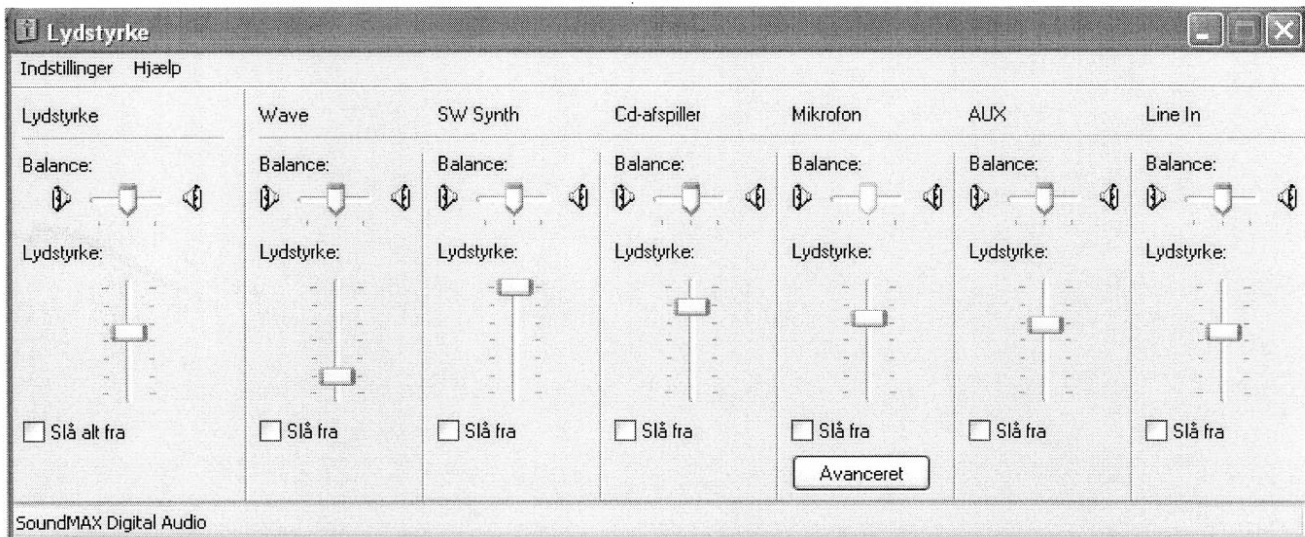 Lydstyrke
Indstillinger Hjælp
Lydstyrke Wave SW Synth Cd-afspiller Mikrofon AUX Line In
Balance: Balance: Balance: Balance: Balance: Balance: Balance:
Lydstyrke: Lydstyrke: Lydstyrke: Lydstyrke: Lydstyrke: Lydstyrke: Lydstyrke:
Slå alt fra Slå fra Slå fra Slå fra Slå fra Slå fra Slå fra
Avanceret
SoundMAX Digital Audio